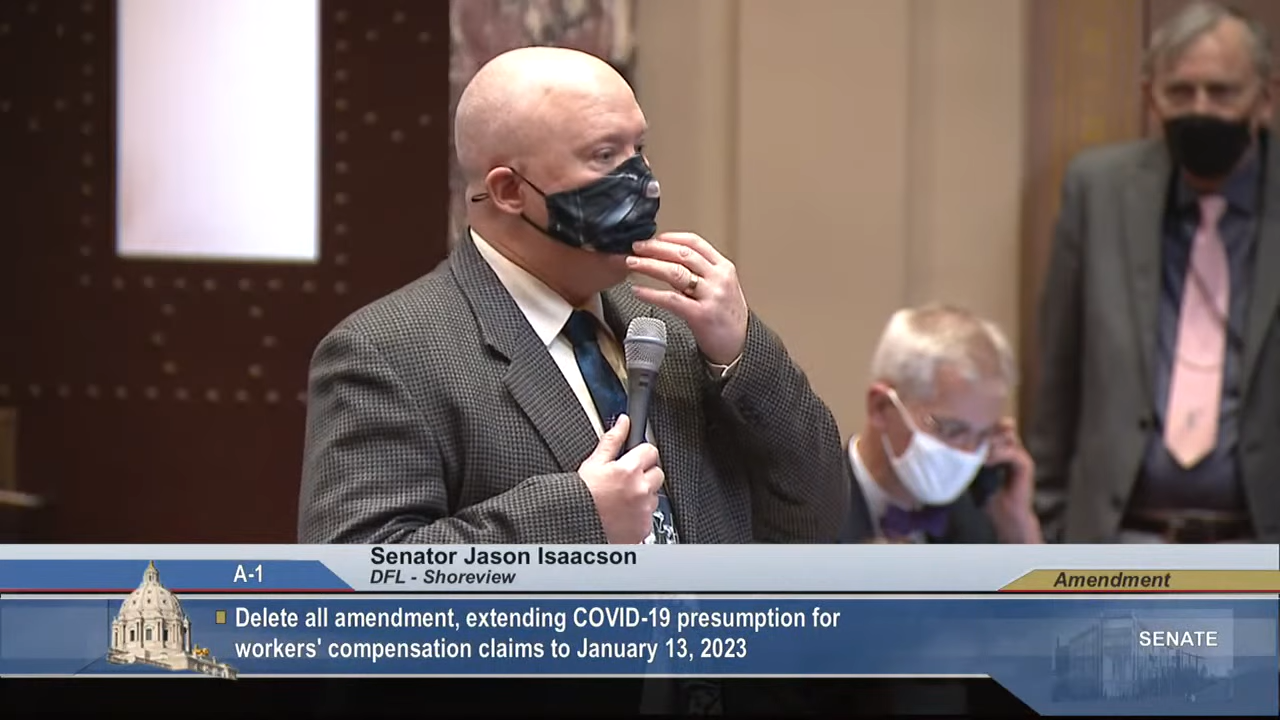 Senator Jason Isaacson
A-1
DFL - Shoreview
Amendment
Delete all amendment, extending COVID-19 presumption for
workers' compensation claims to January 13, 2023
SENATE